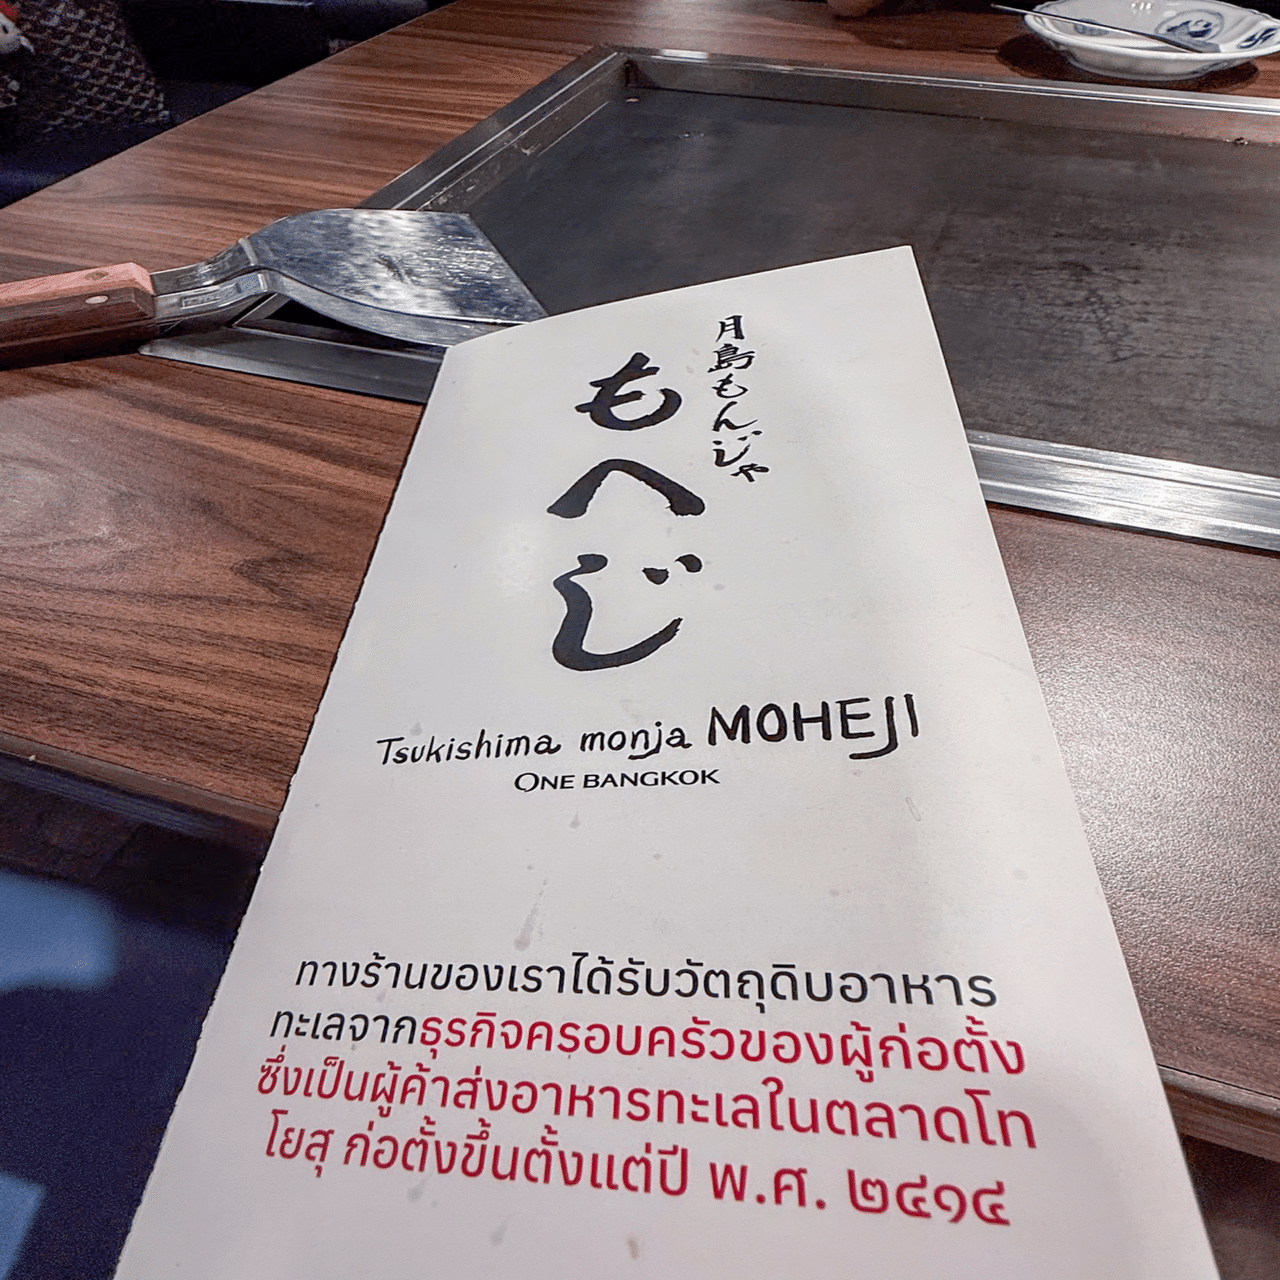 月島もんじゃ
もへじ
Tsukishima monja MOHEJI
ONE BANGKOK
ทางร้านของเราได้รับวัตถุดิบอาหาร
ทะเลจากธุรกิจครอบครัวของผู้ก่อตั้ง
ซึ่งเป็นผู้ค้าส่งอาหารทะเลในตลาดโท
โยสุ ก่อตั้งขึ้นตั้งแต่ปี พ.ศ. ๒๔๑๔